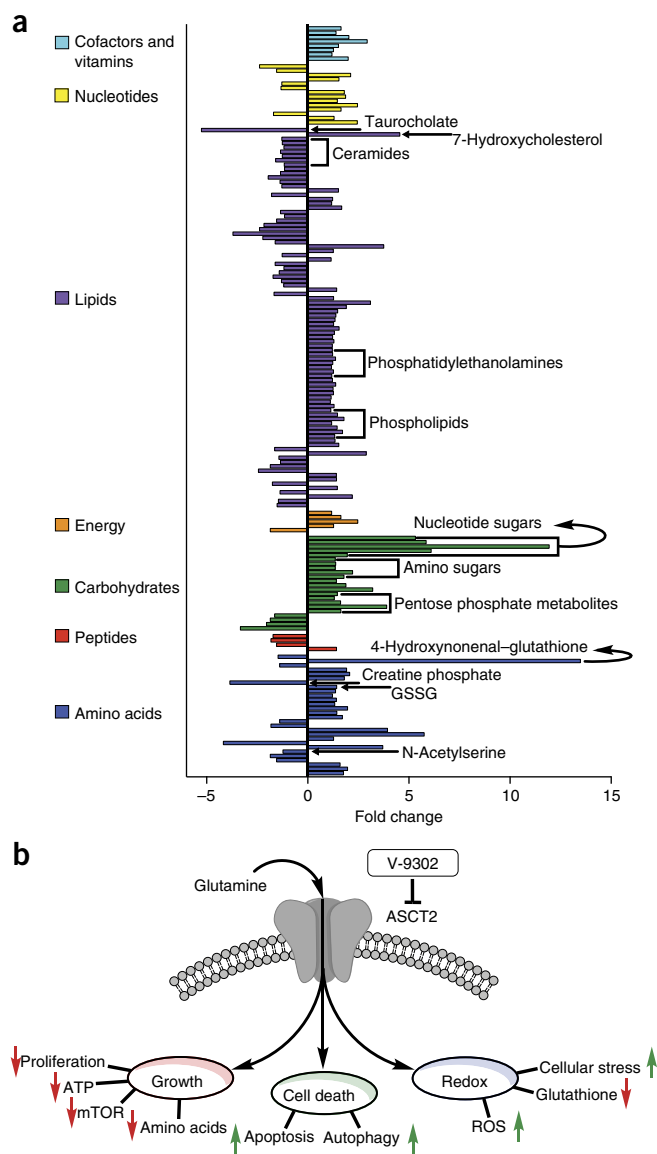 a
Cofactors and
vitamins
Nucleotides
Taurocholate
7-Hydroxycholesterol
Ceramides
Lipids
Phosphatidylethanolamines
Phospholipids
Energy
Nucleotide sugars
Carbohydrates
Amino sugars
Pentose phosphate metabolites
Peptides
4-Hydroxynonenal–glutathione
Creatine phosphate
GSSG
Amino acids
N-Acetylserine
–5 0 5 10 15
Fold change
b
V-9302
Glutamine
ASCT2
Proliferation
ATP
mTOR
Amino acids
Growth
Cell death
Apoptosis
Autophagy
Redox
Cellular stress
Glutathione
ROS